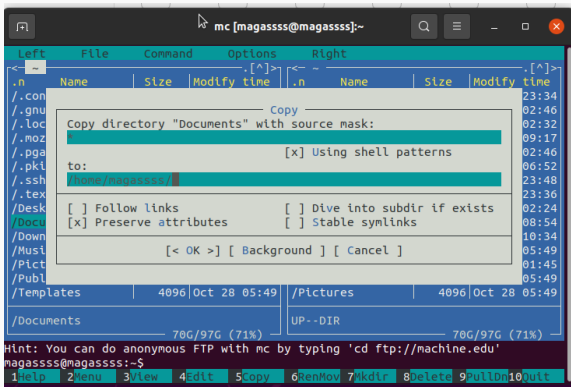 mc [magassss@magassss]:~
Left File Command Options Right
<- ~ .[^]> <- ~ .[^]>
.n Name Size Modify time .n Name Size Modify time
/.con 23:34
/.gnu Copy 02:46
/.loc Copy directory "Documents" with source mask: 02:32
/.moz * 09:17
/.pga [x] Using shell patterns 02:46
/.pki to: 06:52
/.ssh /home/magassss/ 23:48
/.tex 23:36
/Desk [ ] Follow links [ ] Dive into subdir if exists 02:24
/Docu [x] Preserve attributes [ ] Stable symlinks 08:54
/Down 10:34
/Musi [< OK >] [ Background ] [ Cancel ] 05:49
/Pict 01:45
/Publ 05:49
/Templates 4096 Oct 28 05:49 /Pictures 4096 Oct 28 05:49
/Documents UP--DIR
70G/97G (71%) 70G/97G (71%)
Hint: You can do anonymous FTP with mc by typing 'cd ftp://machine.edu'
magassss@magassss:~$
1Help 2Menu 3View 4Edit 5Copy 6RenMov 7Mkdir 8Delete 9PullDn 10Quit